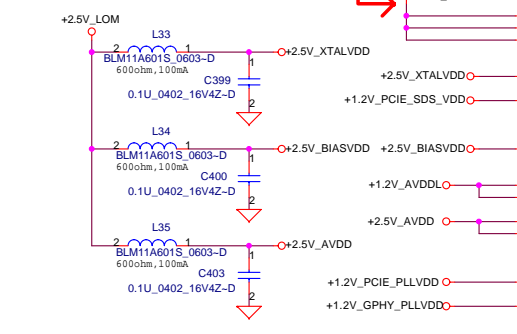 +2.5V_LOM
L33
2 1
BLM11A601S_0603~D
600ohm,100mA
+2.5V_XTALVDD
1
C399
0.1U_0402_16V4Z~D
2
+2.5V_XTALVDD
+1.2V_PCIE_SDS_VDD
L34
2 1
BLM11A601S_0603~D
600ohm,100mA
+2.5V_BIASVDD
+2.5V_BIASVDD
1
C400
0.1U_0402_16V4Z~D
2
+1.2V_AVDDL
+2.5V_AVDD
L35
2 1
BLM11A601S_0603~D
600ohm,100mA
+2.5V_AVDD
1
C403
0.1U_0402_16V4Z~D
2
+1.2V_PCIE_PLLVDD
+1.2V_GPHY_PLLVDD